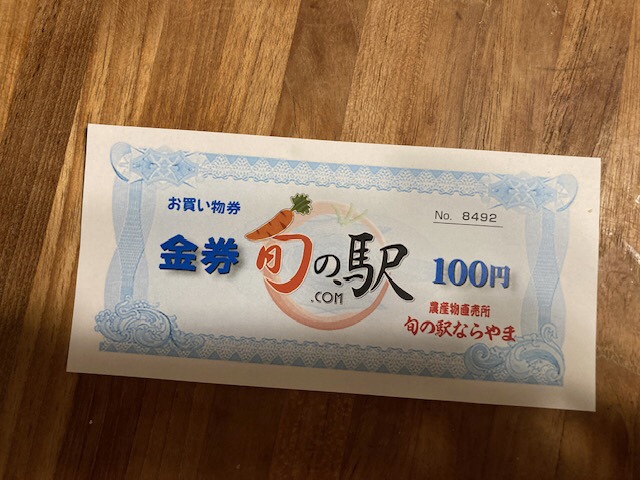 お買い物券
No. 8492
金券
旬の駅
.COM
100円
農産物直売所
旬の駅ならやま